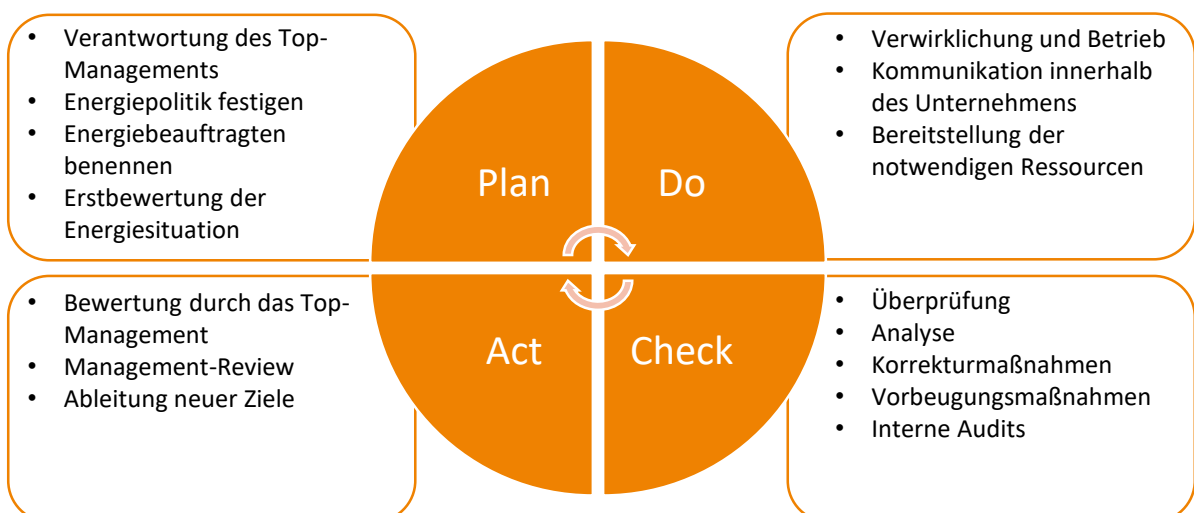 • Verantwortung des Top-
Managements
• Energiepolitik festigen
• Energiebeauftragten
benennen
• Erstbewertung der
Energiesituation
Plan
Do
• Verwirklichung und Betrieb
• Kommunikation innerhalb
des Unternehmens
• Bereitstellung der
notwendigen Ressourcen
• Bewertung durch das Top-
Management
• Management-Review
• Ableitung neuer Ziele
Act
Check
• Überprüfung
• Analyse
• Korrekturmaßnahmen
• Vorbeugungsmaßnahmen
• Interne Audits